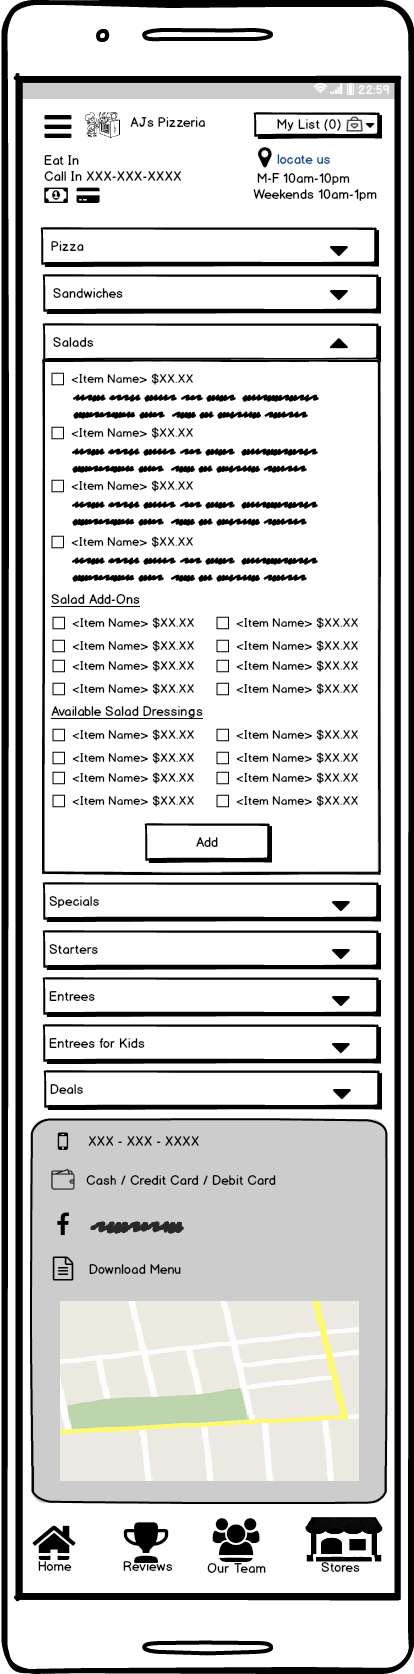 22:59
AJs Pizzeria
My List (0)
Eat In
Call In XXX-XXX-XXXX
locate us
M-F 10am-10pm
Weekends 10am-1pm
Pizza
Sandwiches
Salads
<Item Name> $XX.XX
<Item Name> $XX.XX
<Item Name> $XX.XX
<Item Name> $XX.XX
Salad Add-Ons
<Item Name> $XX.XX <Item Name> $XX.XX
<Item Name> $XX.XX <Item Name> $XX.XX
<Item Name> $XX.XX <Item Name> $XX.XX
<Item Name> $XX.XX <Item Name> $XX.XX
Available Salad Dressings
<Item Name> $XX.XX <Item Name> $XX.XX
<Item Name> $XX.XX <Item Name> $XX.XX
<Item Name> $XX.XX <Item Name> $XX.XX
<Item Name> $XX.XX <Item Name> $XX.XX
Add
Specials
Starters
Entrees
Entrees for Kids
Deals
XXX - XXX - XXXX
Cash / Credit Card / Debit Card
Download Menu
Home Reviews Our Team Stores